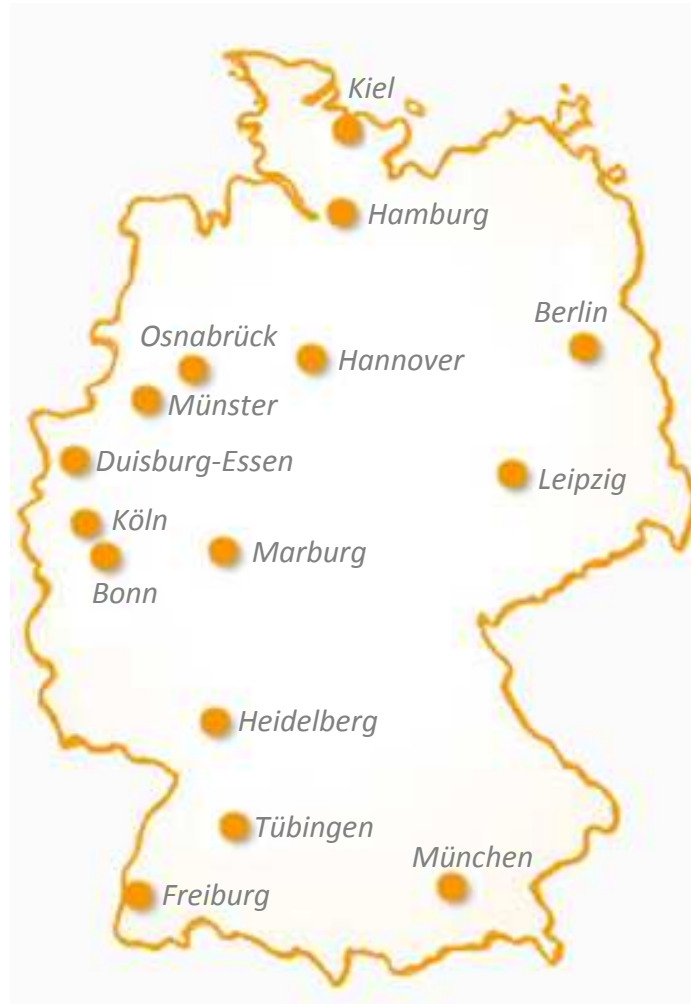 Kiel
Hamburg
Berlin
Osnabrück
Hannover
Münster
Duisburg-Essen
Leipzig
Köln
Marburg
Bonn
Heidelberg
Tübingen
München
Freiburg